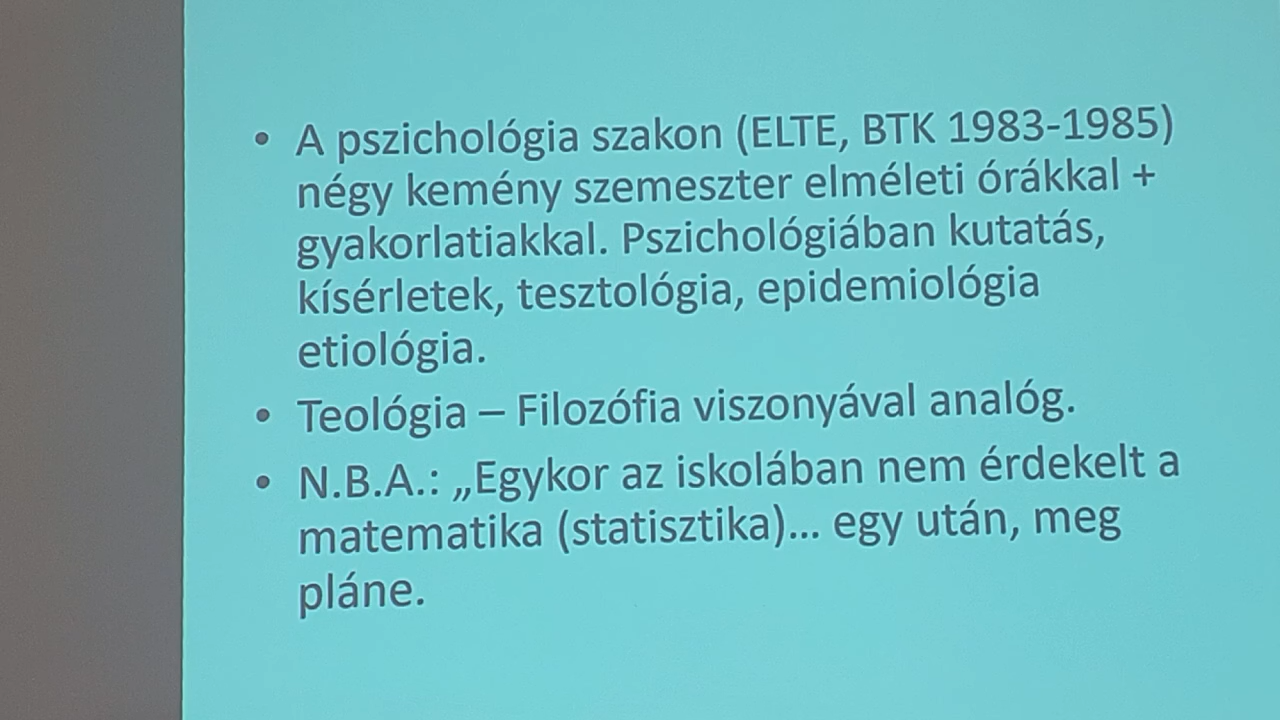 • A pszichológia szakon (ELTE, BTK 1983-1985)
négy kemény szemeszter elméleti órákkal +
gyakorlatiakkal. Pszichológiában kutatás,
kísérletek, tesztológia, epidemiológia
etiológia.
• Teológia – Filozófia viszonyával analóg.
• N.B.A.: „Egykor az iskolában nem érdekelt a
matematika (statisztika)... egy után, meg
pláne.